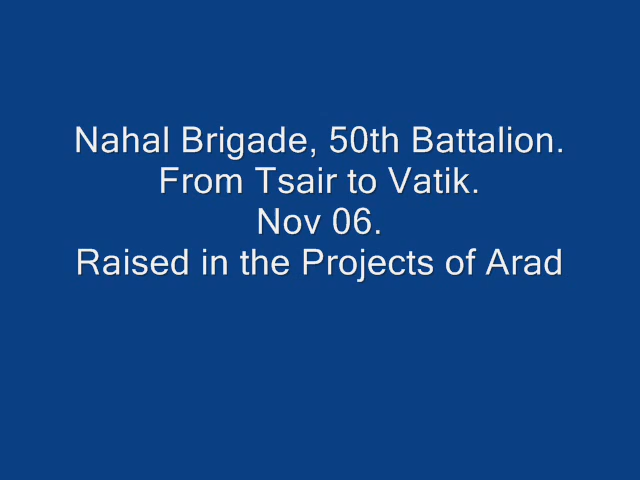 Nahal Brigade, 50th Battalion.
From Tsair to Vatik.
Nov 06.
Raised in the Projects of Arad